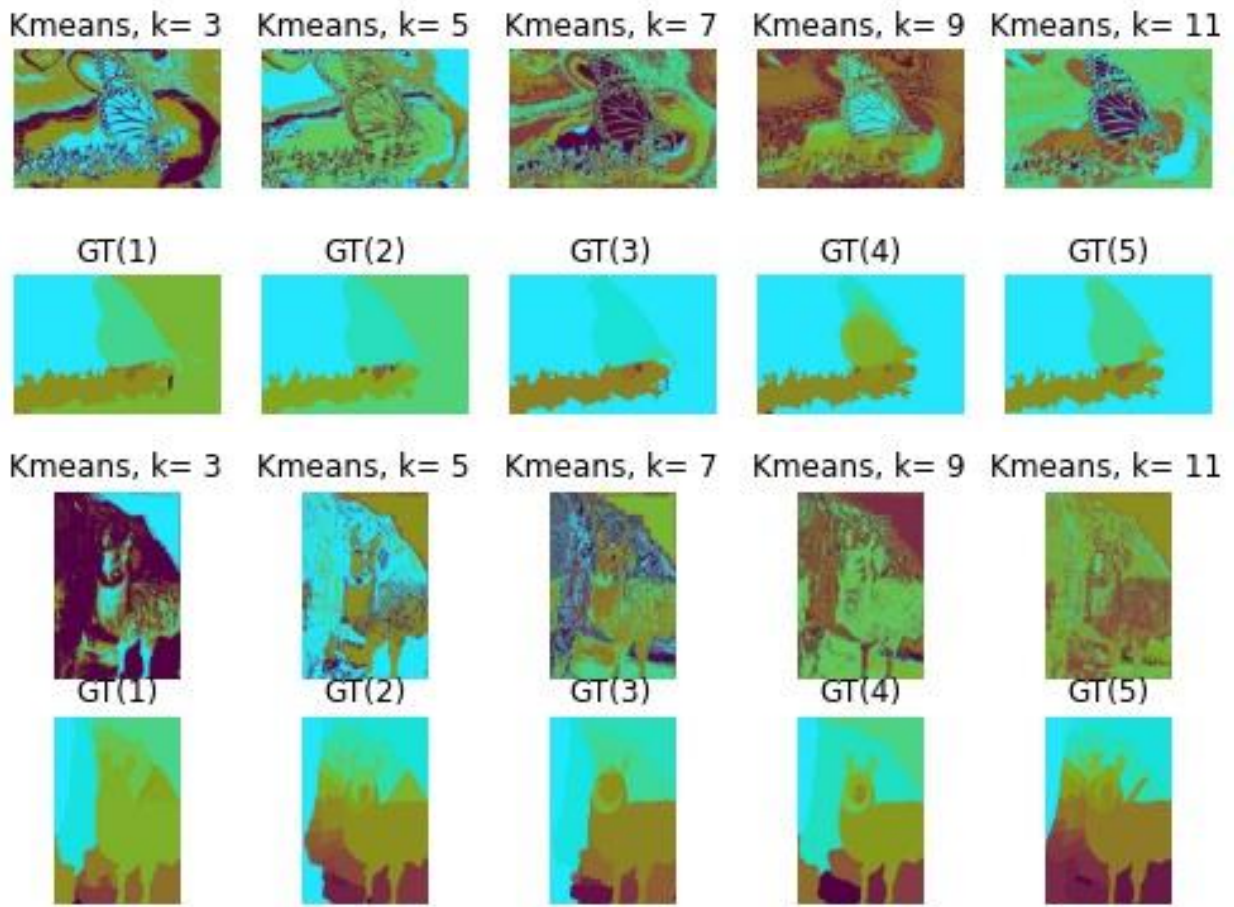 Kmeans, k= 3 Kmeans, k= 5 Kmeans, k= 7 Kmeans, k= 9 Kmeans, k= 11
GT(1) GT(2) GT(3) GT(4) GT(5)
Kmeans, k= 3 Kmeans, k= 5 Kmeans, k= 7 Kmeans, k= 9 Kmeans, k= 11
GT(1) GT(2) GT(3) GT(4) GT(5)